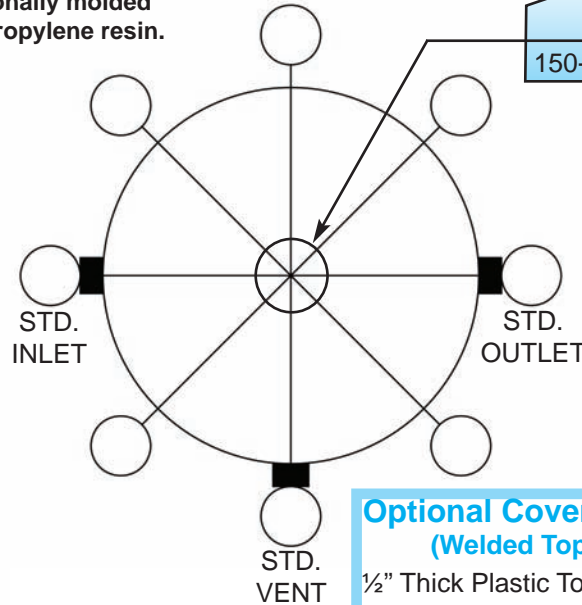 onally molded
ropylene resin.
150-
STD.
INLET
STD.
OUTLET
STD.
VENT
Optional Cover
(Welded Top
½” Thick Plastic To